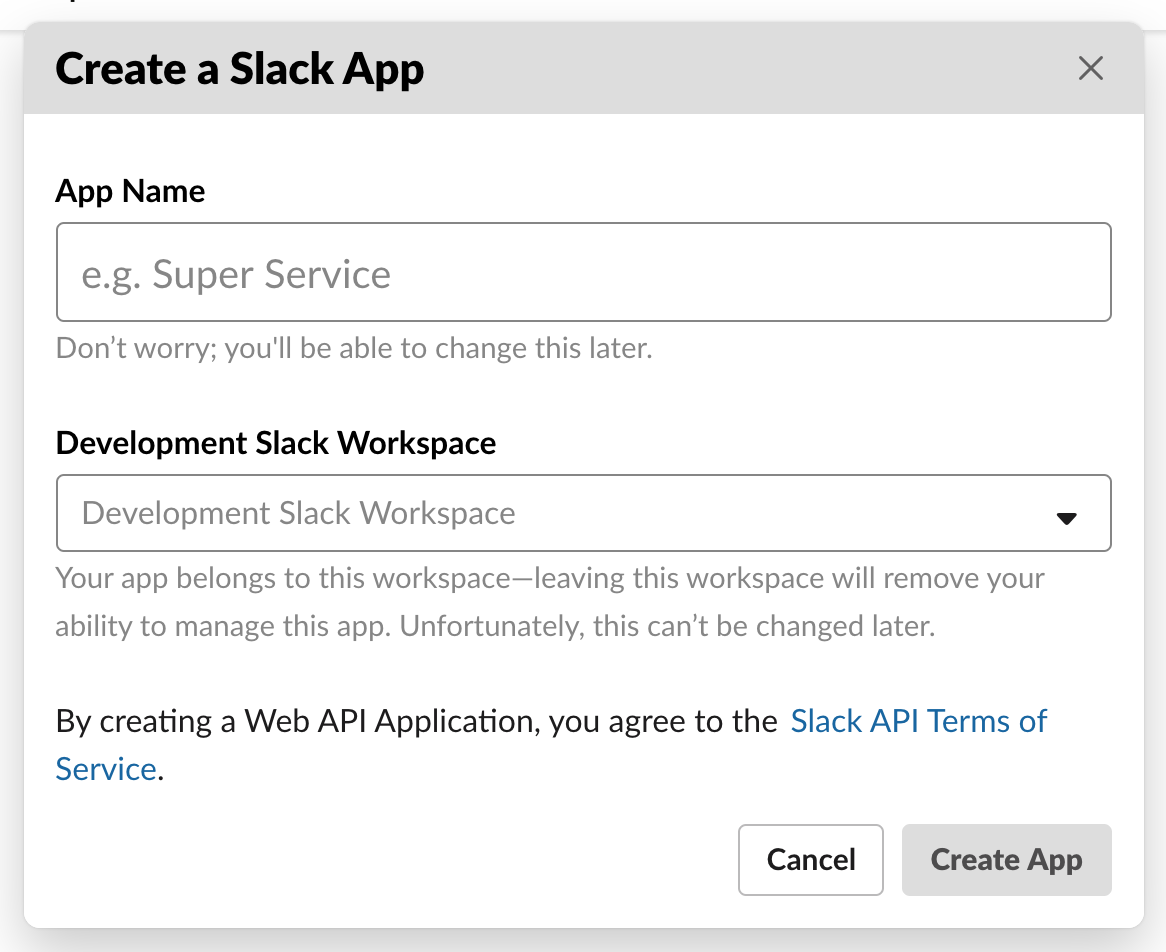 Create a Slack App
App Name
e.g. Super Service
Don’t worry; you'll be able to change this later.
Development Slack Workspace
Development Slack Workspace
Your app belongs to this workspace—leaving this workspace will remove your
ability to manage this app. Unfortunately, this can’t be changed later.
By creating a Web API Application, you agree to the Slack API Terms of
Service.
Cancel
Create App